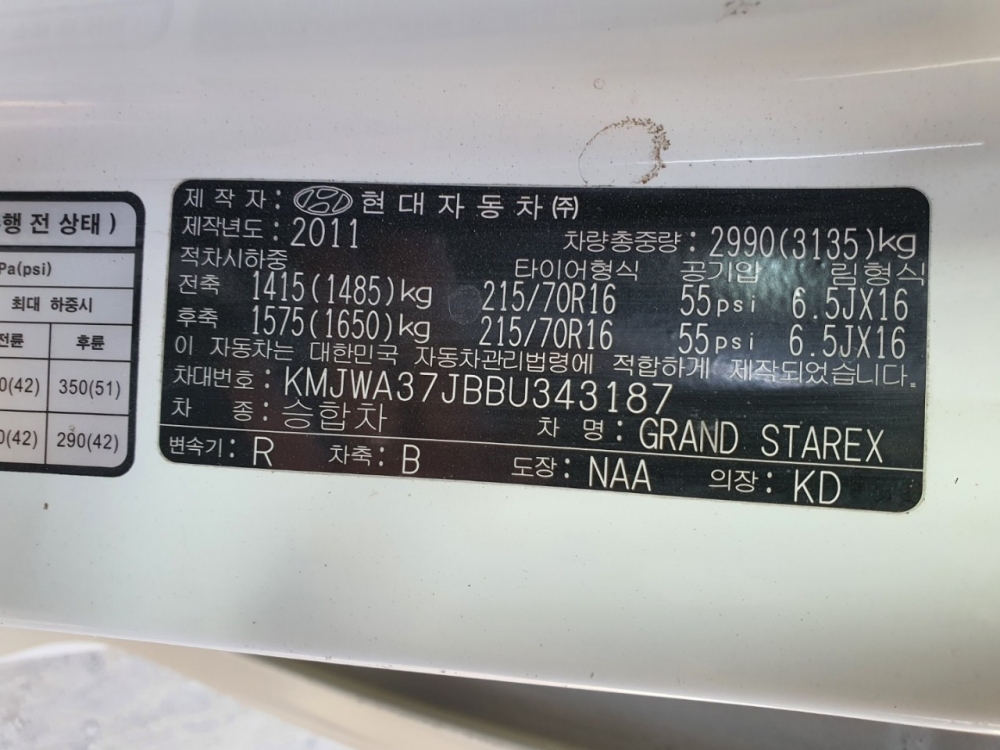 행 전 상태 )
Pa(psi)
최대 하중시
전륜 후륜
0(42) 350(51)
0(42) 290(42)
제 작 자 : 현대자동차㈜
제작년도 : 2011 차량총중량 : 2990(3135)kg
적차시하중 타이어형식 공기압 림형식
전축 1415(1485)kg 215/70R16 55psi 6.5JX16
후축 1575(1650)kg 215/70R16 55psi 6.5JX16
이 자동차는 대한민국 자동차관리법령에 적합하게 제작되었습니다.
차대번호 : KMJWA37JBBU343187
차 종 : 승합차 차 명 : GRAND STAREX
변속기 : R 차축 : B 도장 : NAA 의장 : KD